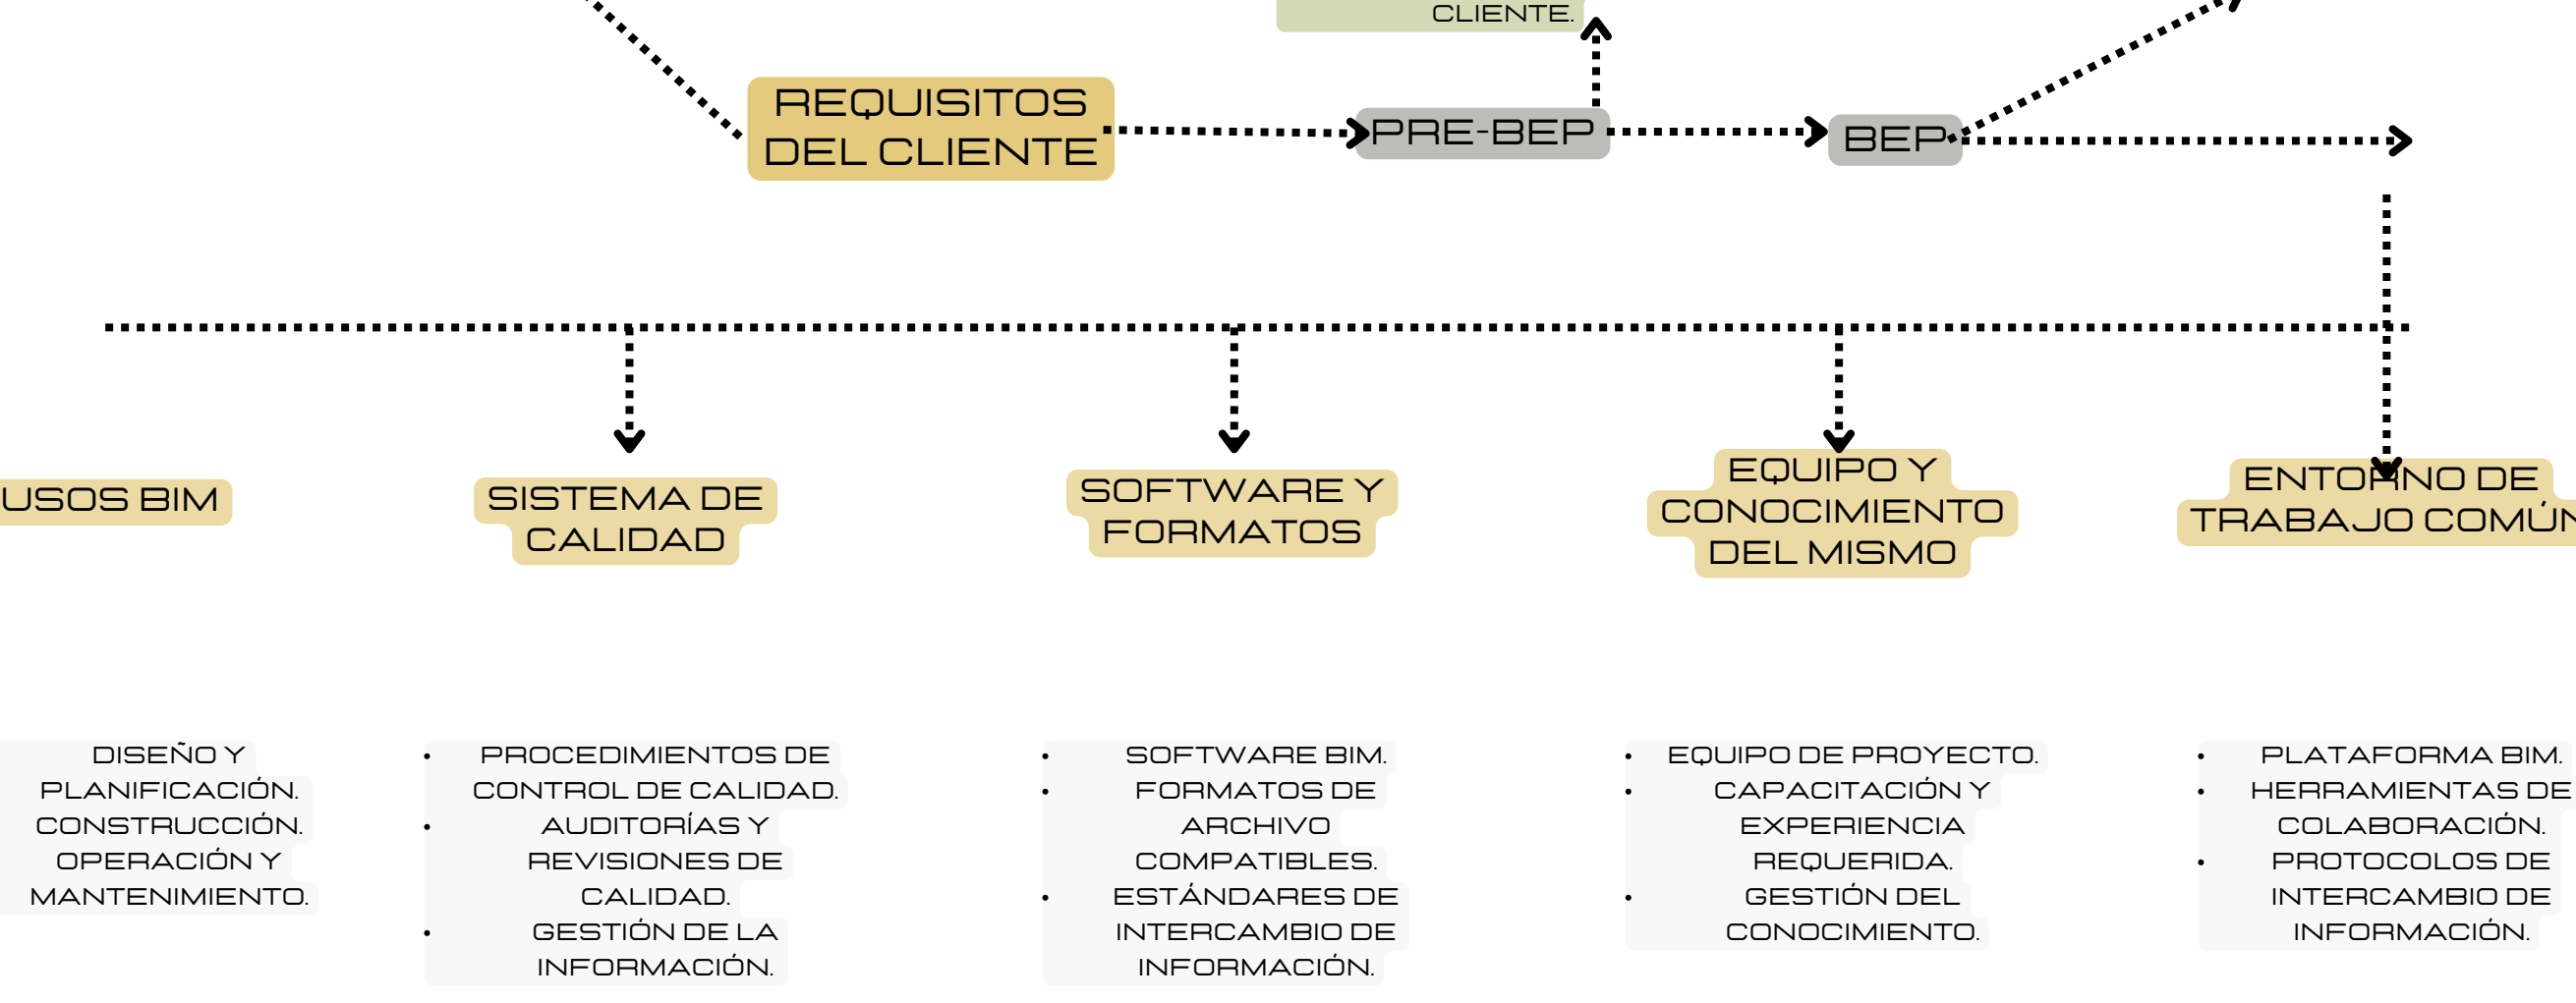 CLIENTE.
REQUISITOS
DEL CLIENTE
PRE-BEP
BEP
USOS BIM
SISTEMA DE
CALIDAD
SOFTWARE Y
FORMATOS
EQUIPO Y
CONOCIMIENTO
DEL MISMO
ENTORNO DE
TRABAJO COMÚN
DISEÑO Y
PLANIFICACIÓN.
CONSTRUCCIÓN.
OPERACIÓN Y
MANTENIMIENTO.
• PROCEDIMIENTOS DE
CONTROL DE CALIDAD.
• AUDITORÍAS Y
REVISIONES DE
CALIDAD.
• GESTIÓN DE LA
INFORMACIÓN.
• SOFTWARE BIM.
• FORMATOS DE
ARCHIVO
COMPATIBLES.
• ESTÁNDARES DE
INTERCAMBIO DE
INFORMACIÓN.
• EQUIPO DE PROYECTO.
• CAPACITACIÓN Y
EXPERIENCIA
REQUERIDA.
• GESTIÓN DEL
CONOCIMIENTO.
• PLATAFORMA BIM.
• HERRAMIENTAS DE
COLABORACIÓN.
• PROTOCOLOS DE
INTERCAMBIO DE
INFORMACIÓN.